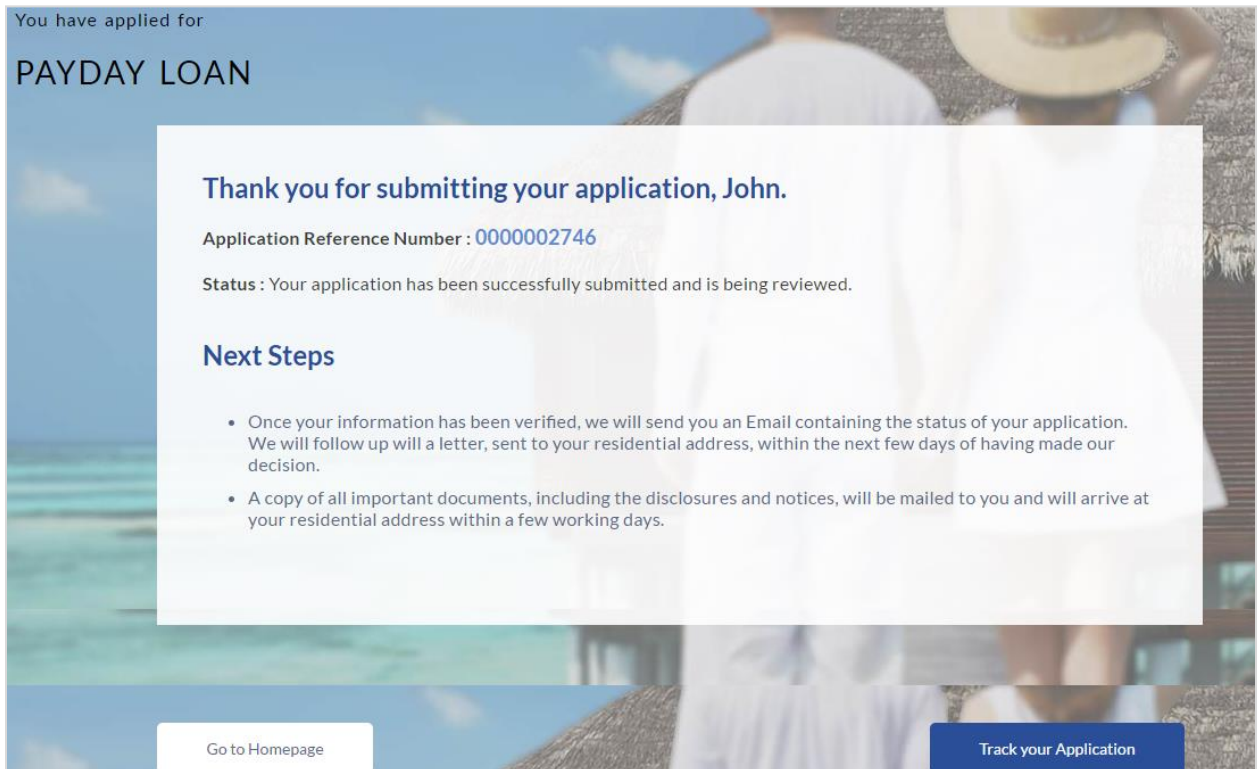 You have applied for
PAYDAY LOAN
Thank you for submitting your application, John.
Application Reference Number : 0000002746
Status : Your application has been successfully submitted and is being reviewed.
Next Steps
• Once your information has been verified, we will send you an Email containing the status of your application.
We will follow up will a letter, sent to your residential address, within the next few days of having made our
decision.
• A copy of all important documents, including the disclosures and notices, will be mailed to you and will arrive at
your residential address within a few working days.
Go to Homepage
Track your Application